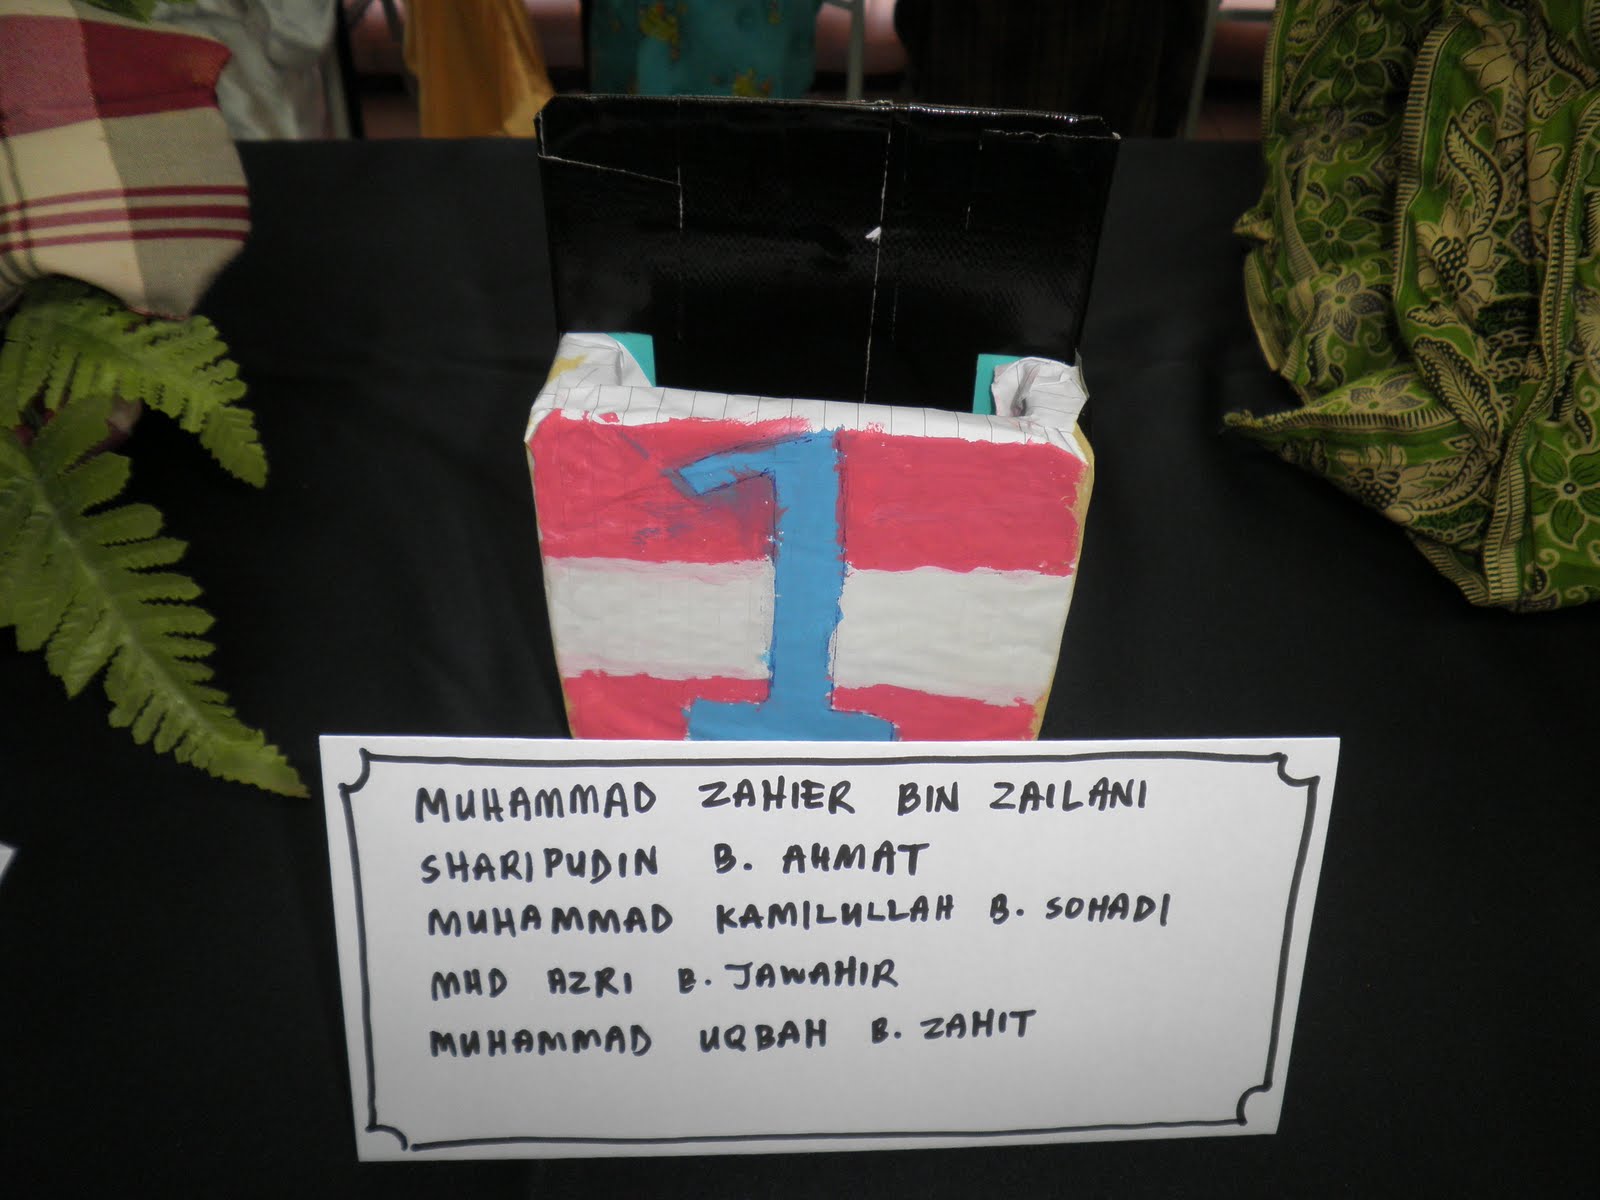 1
MUHAMMAD ZAHIER BIN ZAILANI
SHARIPUDIN B. AHMAT
MUHAMMAD KAMILULLAH B. SOHADI
MHD AZRI B. JAWAHIR
MUHAMMAD UQBAH B. ZAHIT